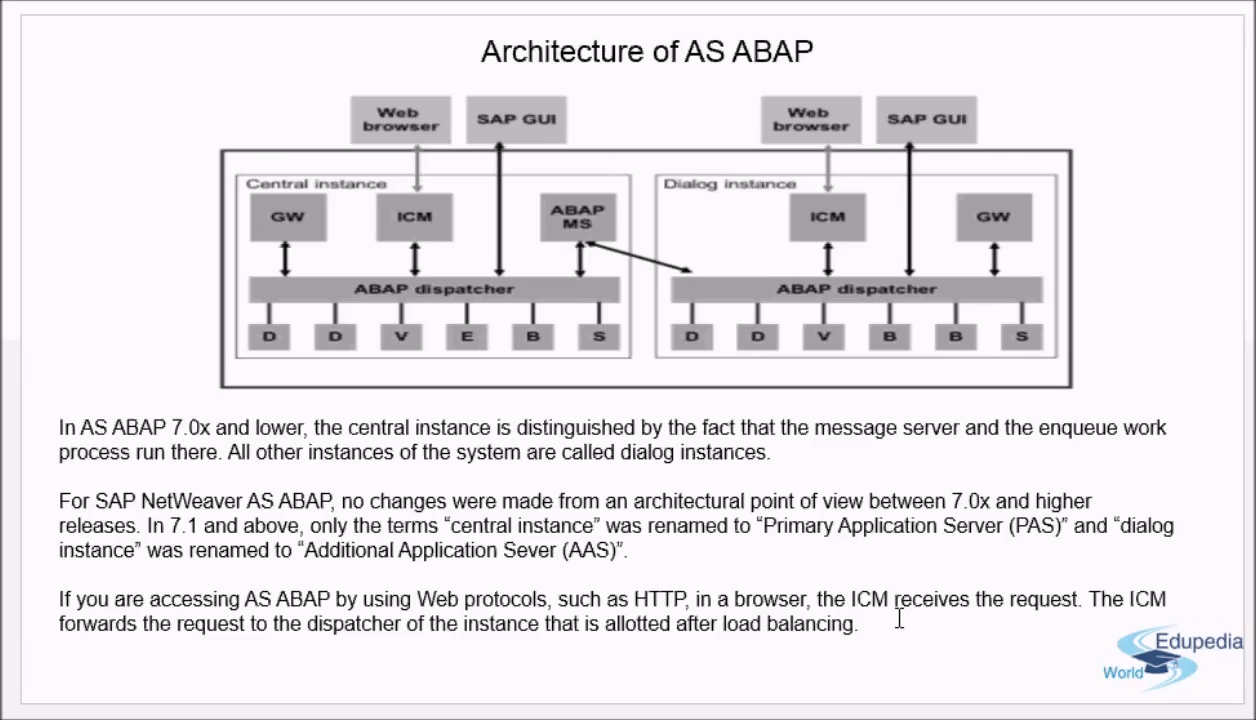 Architecture of AS ABAP
Web
browser
SAP GUI
Web
browser
SAP GUI
Central instance
Dialog instance
GW
ICM
ABAP
MS
ICM
GW
ABAP dispatcher
ABAP dispatcher
D D V E B S
D D V B B S
In AS ABAP 7.0x and lower, the central instance is distinguished by the fact that the message server and the enqueue work
process run there. All other instances of the system are called dialog instances.
For SAP NetWeaver AS ABAP, no changes were made from an architectural point of view between 7.0x and higher
releases. In 7.1 and above, only the terms “central instance” was renamed to “Primary Application Server (PAS)” and “dialog
instance” was renamed to “Additional Application Sever (AAS)”.
If you are accessing AS ABAP by using Web protocols, such as HTTP, in a browser, the ICM receives the request. The ICM
forwards the request to the dispatcher of the instance that is allotted after load balancing.
Edupedia
World